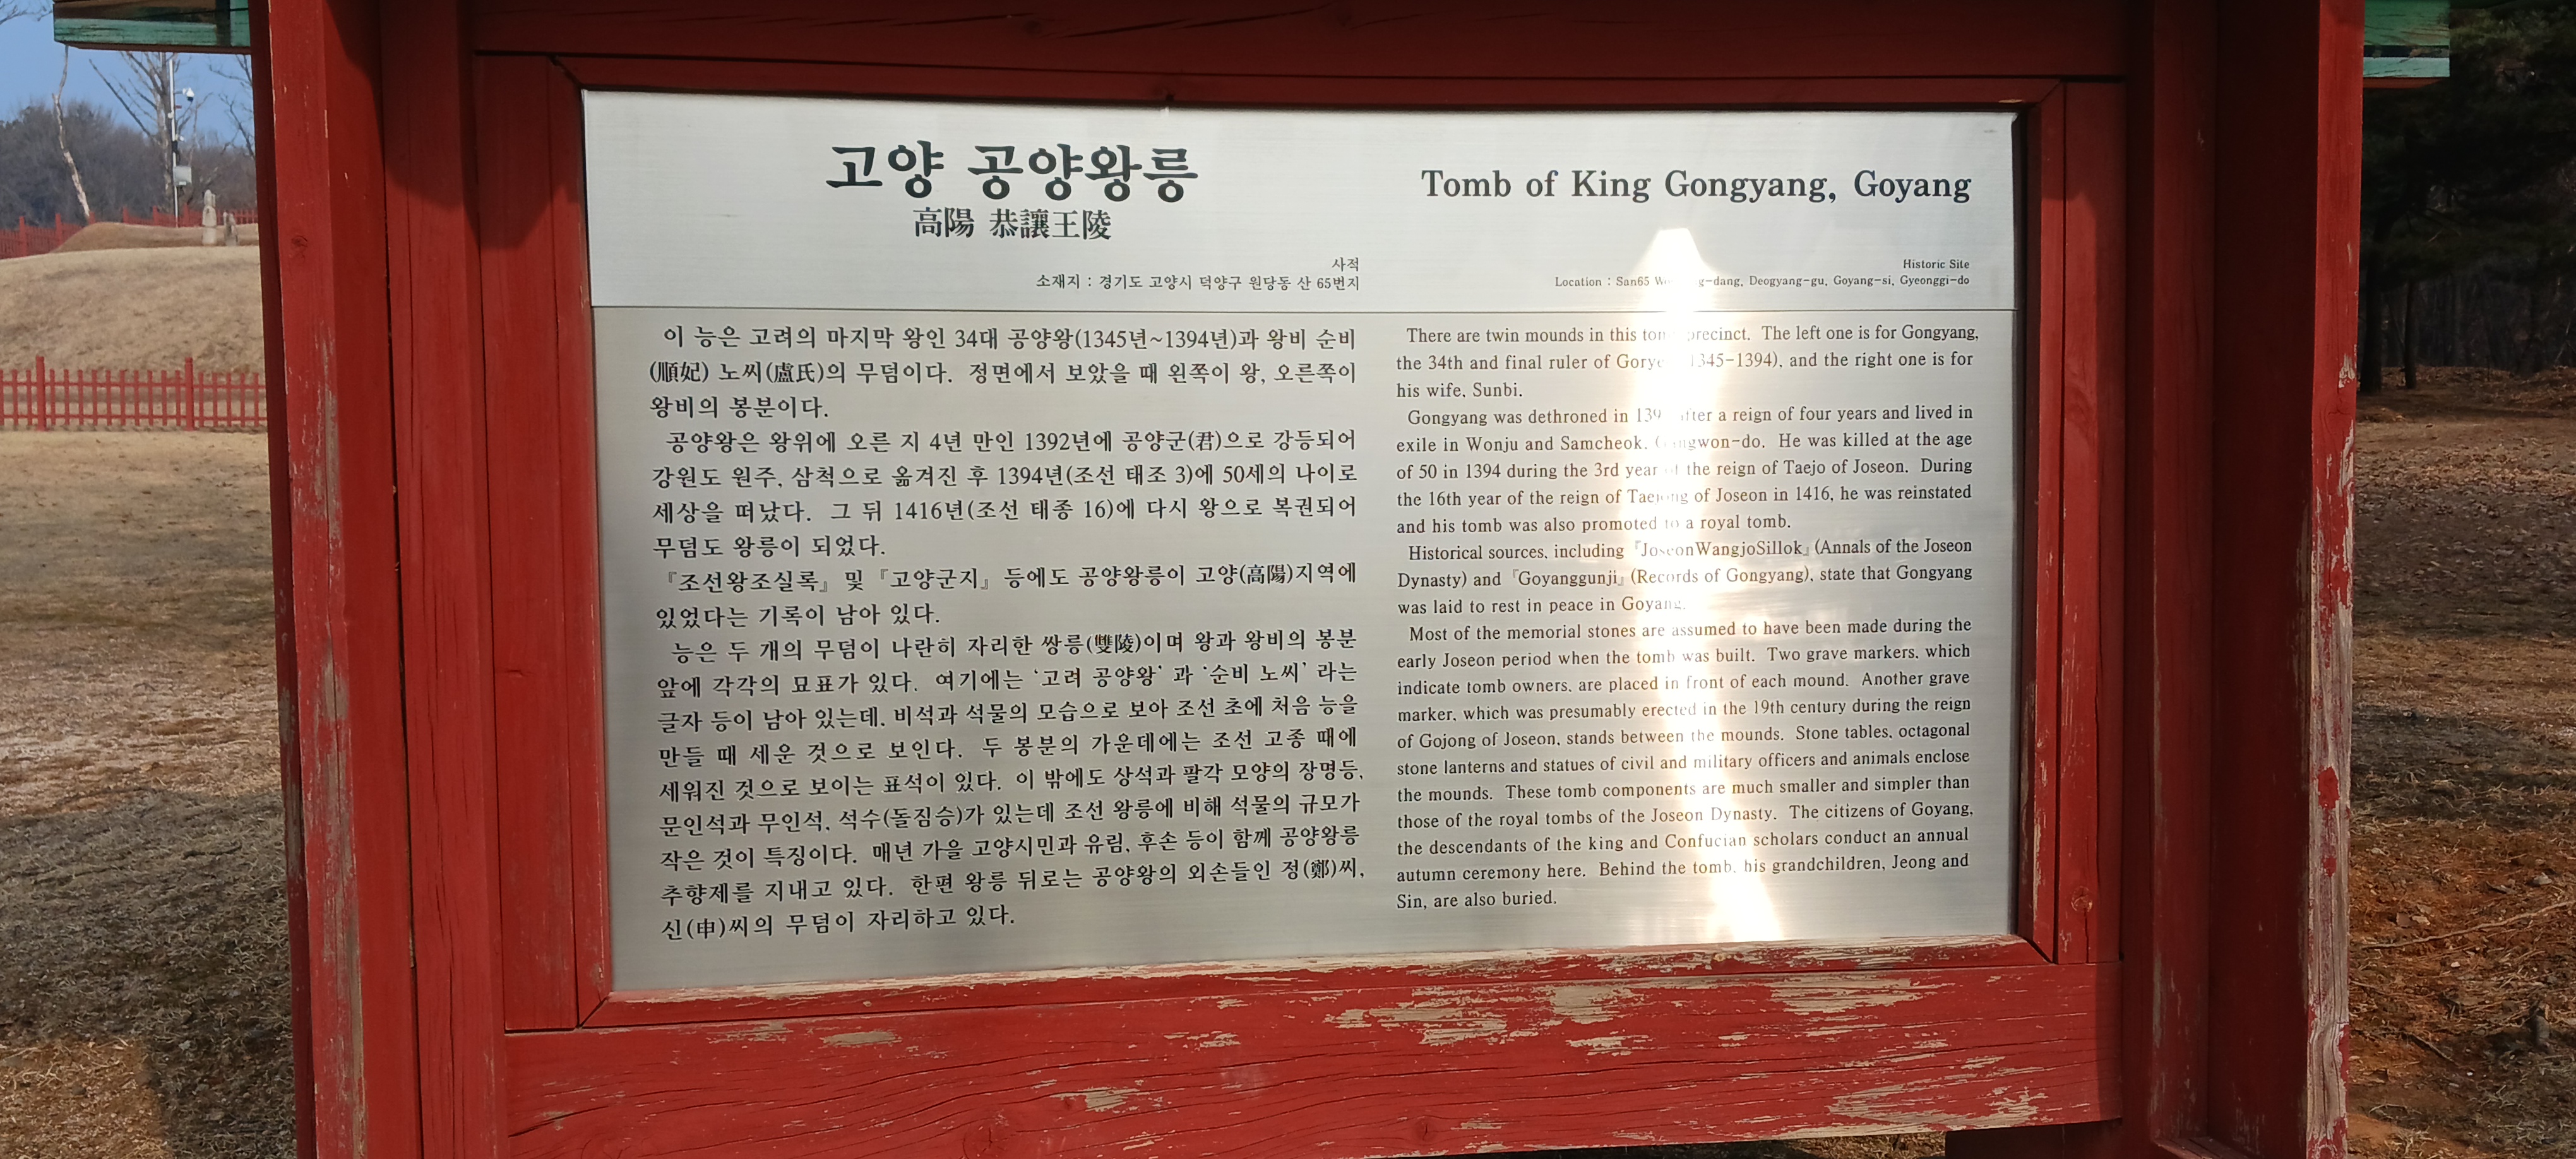 고양 공양왕릉
高陽 恭讓王陵
사적
소재지 : 경기도 고양시 덕양구 원당동 산 65번지
이 능은 고려의 마지막 왕인 34대 공양왕(1345년~1394년)과 왕비 순비
(順妃) 노씨(盧氏)의 무덤이다. 정면에서 보았을 때 왼쪽이 왕, 오른쪽이
왕비의 봉분이다.
공양왕은 왕위에 오른 지 4년 만인 1392년에 공양군(君)으로 강등되어
강원도 원주, 삼척으로 옮겨진 후 1394년(조선 태조 3)에 50세의 나이로
세상을 떠났다. 그 뒤 1416년(조선 태종 16)에 다시 왕으로 복권되어
무덤도 왕릉이 되었다.
『조선왕조실록』 및 『고양군지』 등에도 공양왕릉이 고양(高陽)지역에
있었다는 기록이 남아 있다.
능은 두 개의 무덤이 나란히 자리한 쌍릉(雙陵)이며 왕과 왕비의 봉분
앞에 각각의 묘표가 있다. 여기에는 '고려 공양왕' 과 '순비 노씨' 라는
글자 등이 남아 있는데, 비석과 석물의 모습으로 보아 조선 초에 처음 능을
만들 때 세운 것으로 보인다. 두 봉분의 가운데에는 조선 고종 때에
세워진 것으로 보이는 표석이 있다. 이 밖에도 상석과 팔각 모양의 장명등,
문인석과 무인석, 석수(돌짐승)가 있는데 조선 왕릉에 비해 석물의 규모가
작은 것이 특징이다. 매년 가을 고양시민과 유림, 후손 등이 함께 공양왕릉
추향제를 지내고 있다. 한편 왕릉 뒤로는 공양왕의 외손들인 정(鄭)씨,
신(申)씨의 무덤이 자리하고 있다.
Tomb of King Gongyang, Goyang
Historic Site
Location : San65 g-dang, Deogyang-gu, Goyang-si, Gyeonggi-do
There are twin mounds in this precinct. The left one is for Gongyang,
the 34th and final ruler of 1345-1394), and the right one is for
his wife, Sunbi.
Gongyang was dethroned in after a reign of four years and lived in
exile in Wonju and Samcheok, He was killed at the age
of 50 in 1394 during the 3rd year of the reign of Taejo of Joseon. During
the 16th year of the reign of Taejong of Joseon in 1416, he was reinstated
and his tomb was also promoted to a royal tomb.
Historical sources, including 『JoseonWangjoSillok』 (Annals of the Joseon
Dynasty) and 『Goyanggunji』 (Records of Gongyang), state that Gongyang
was laid to rest in peace in Goyang.
Most of the memorial stones are assumed to have been made during the
early Joseon period when the tomb was built. Two grave markers, which
indicate tomb owners, are placed in front of each mound. Another grave
marker, which was presumably erected in the 19th century during the reign
of Gojong of Joseon, stands between the mounds. Stone tables, octagonal
stone lanterns and statues of civil and military officers and animals enclose
the mounds. These tomb components are much smaller and simpler than
those of the royal tombs of the Joseon Dynasty. The citizens of Goyang,
the descendants of the king and Confucian scholars conduct an annual
autumn ceremony here. Behind the tomb, his grandchildren, Jeong and
Sin, are also buried.